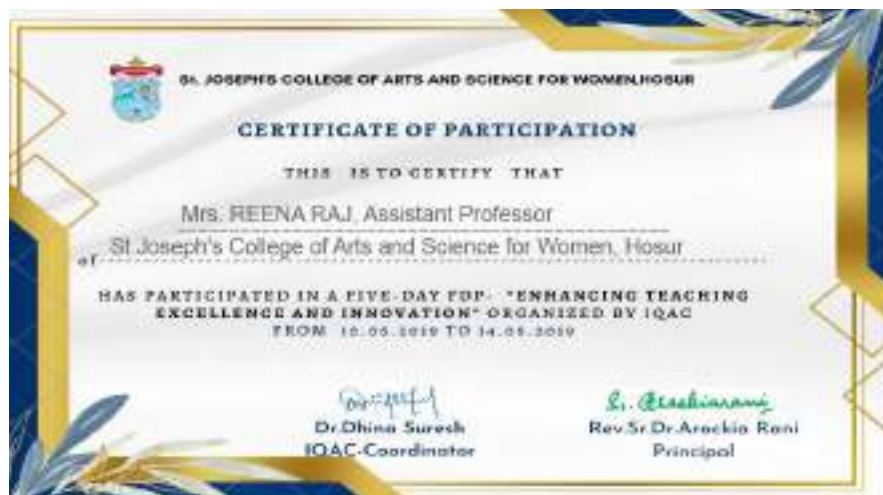 St. JOSEPH'S COLLEGE OF ARTS AND SCIENCE FOR WOMEN,HOSUR
CERTIFICATE OF PARTICIPATION
THIS IS TO CERTIFY THAT
Mrs. REENA RAJ, Assistant Professor
of St Joseph's College of Arts and Science for Women, Hosur
HAS PARTICIPATED IN A FIVE-DAY FDP- "ENHANCING TEACHING
EXCELLENCE AND INNOVATION" ORGANIZED BY IQAC
FROM TO
Dr.Dhina Suresh Rev.Sr.Dr.Arockia Rani
IQAC-Coordinator Principal